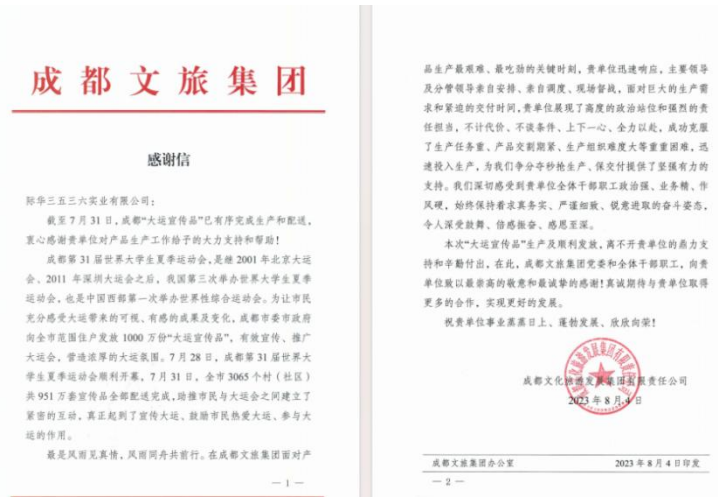 成都文旅集团
感谢信
际华三五三六实业有限公司：
截至7月31日，成都“大运宣传品”已有序完成生产和配送，
衷心感谢贵单位对产品生产工作给予的大力支持和帮助！
成都第31届世界大学生夏季运动会，是继2001年北京大运
会、2011年深圳大运会之后，我国第三次举办世界大学生夏季
运动会，也是中国西部第一次举办世界性综合运动会。为让市民
充分感受大运带来的可视、有感的成果及变化，成都市委市政府
向全市范围住户发放1000万份“大运宣传品”，有效宣传、推广
大运会，营造浓厚的大运氛围。7月28日，成都第31届世界大
学生夏季运动会顺利开幕，7月31日，全市3065个村（社区）
共951万套宣传品全部配送完成，助推市民与大运会之间建立了
紧密的互动，真正起到了宣传大运、鼓励市民热爱大运、参与大
运的作用。
最是风雨见真情，风雨同舟共前行。在成都文旅集团面对产
— 1 —
品生产最艰难、最吃劲的关键时刻，贵单位迅速响应，主要领导
及分管领导亲自安排、亲自调度、现场督战，面对巨大的生产需
求和紧迫的交付时间，贵单位展现了高度的政治站位和强烈的责
任担当，不计代价、不谈条件、上下一心、全力以赴，成功克服
了生产任务重、产品交割期紧、生产组织难度大等重重困难，迅
速投入生产，为我们争分夺秒抢生产、保交付提供了坚强有力的
支持。我们深切感受到贵单位全体干部职工政治强、业务精、作
风硬，始终保持着求真务实、严谨细致、锐意进取的奋斗姿态，
令人深受鼓舞、倍感振奋、感恩至深。
本次“大运宣传品”生产及顺利发放，离不开贵单位的鼎力支
持和辛勤付出，在此，成都文旅集团党委和全体干部职工，向贵
单位致以最崇高的敬意和最诚挚的感谢！真诚期待与贵单位取得
更多的合作，实现更好的发展。
祝贵单位事业蒸蒸日上、蓬勃发展、欣欣向荣！
成都文化旅游发展集团有限责任公司
2023年8月4日
成都文旅集团办公室 2023年8月4日印发
— 2 —